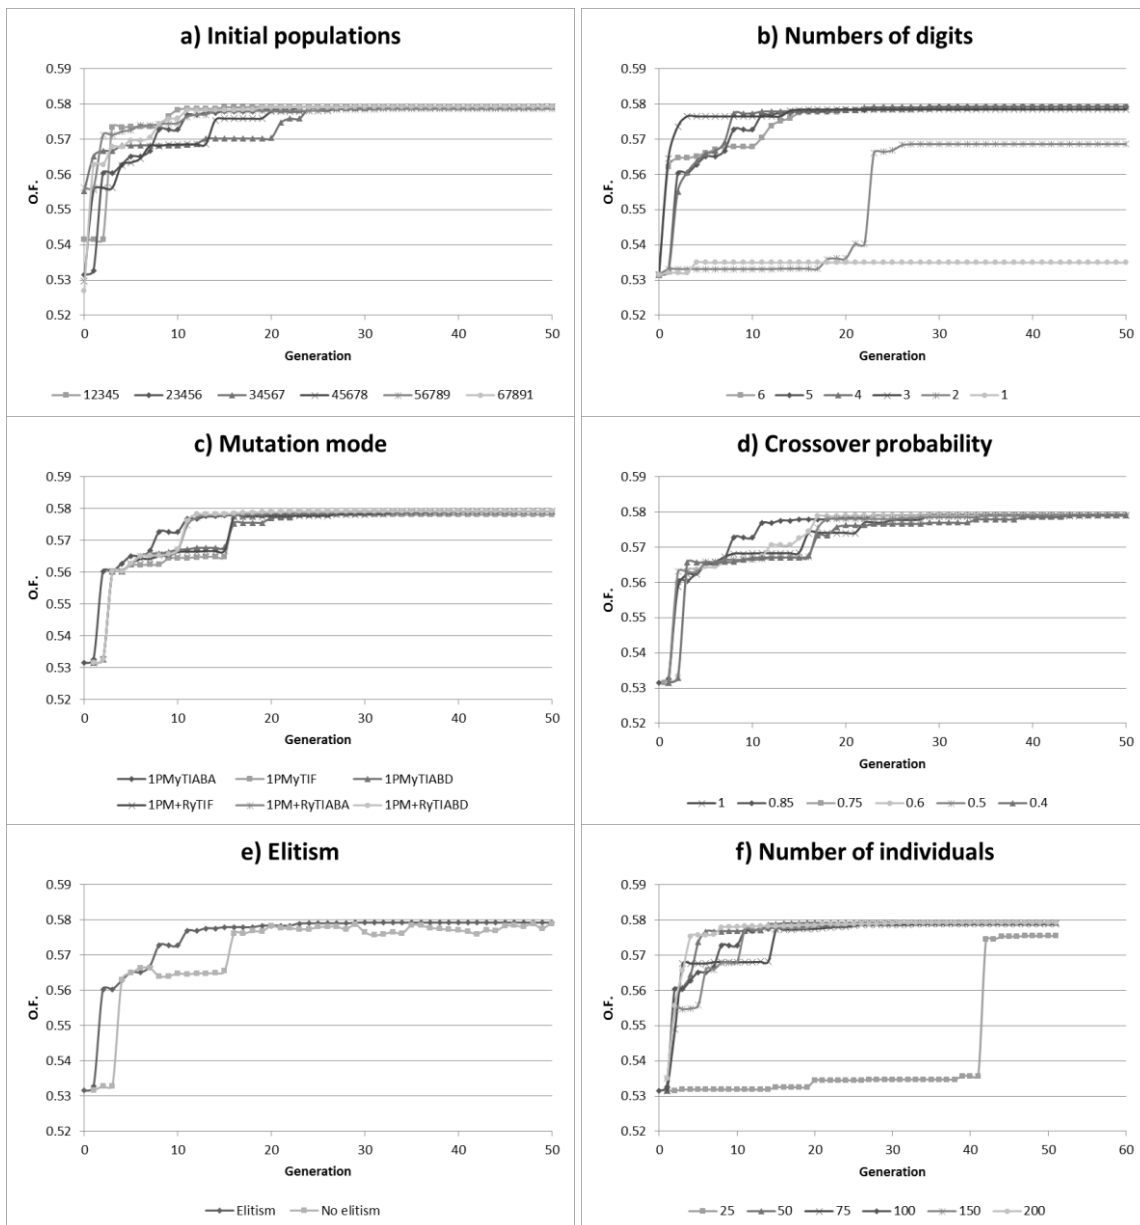 a) Initial populations
0.59
0.58
0.57
0.56
0.55
0.54
0.53
0.52
O.F.
0 10 20 30 40 50
Generation
12345 23456 34567 45678 56789 67891
b) Numbers of digits
0.59
0.58
0.57
0.56
0.55
0.54
0.53
0.52
O.F.
0 10 20 30 40 50
Generation
6 5 4 3 2 1
c) Mutation mode
0.59
0.58
0.57
0.56
0.55
0.54
0.53
0.52
O.F.
0 10 20 30 40 50
Generation
1PMyTIABA 1PMyTIF 1PMyTIABD
1PM+RyTIF 1PM+RyTIABA 1PM+RyTIABD
d) Crossover probability
0.59
0.58
0.57
0.56
0.55
0.54
0.53
0.52
O.F.
0 10 20 30 40 50
Generation
1 0.85 0.75 0.6 0.5 0.4
e) Elitism
0.59
0.58
0.57
0.56
0.55
0.54
0.53
0.52
O.F.
0 10 20 30 40 50
Generation
Elitism No elitism
f) Number of individuals
0.59
0.58
0.57
0.56
0.55
0.54
0.53
0.52
O.F.
0 10 20 30 40 50 60
Generation
25 50 75 100 150 200